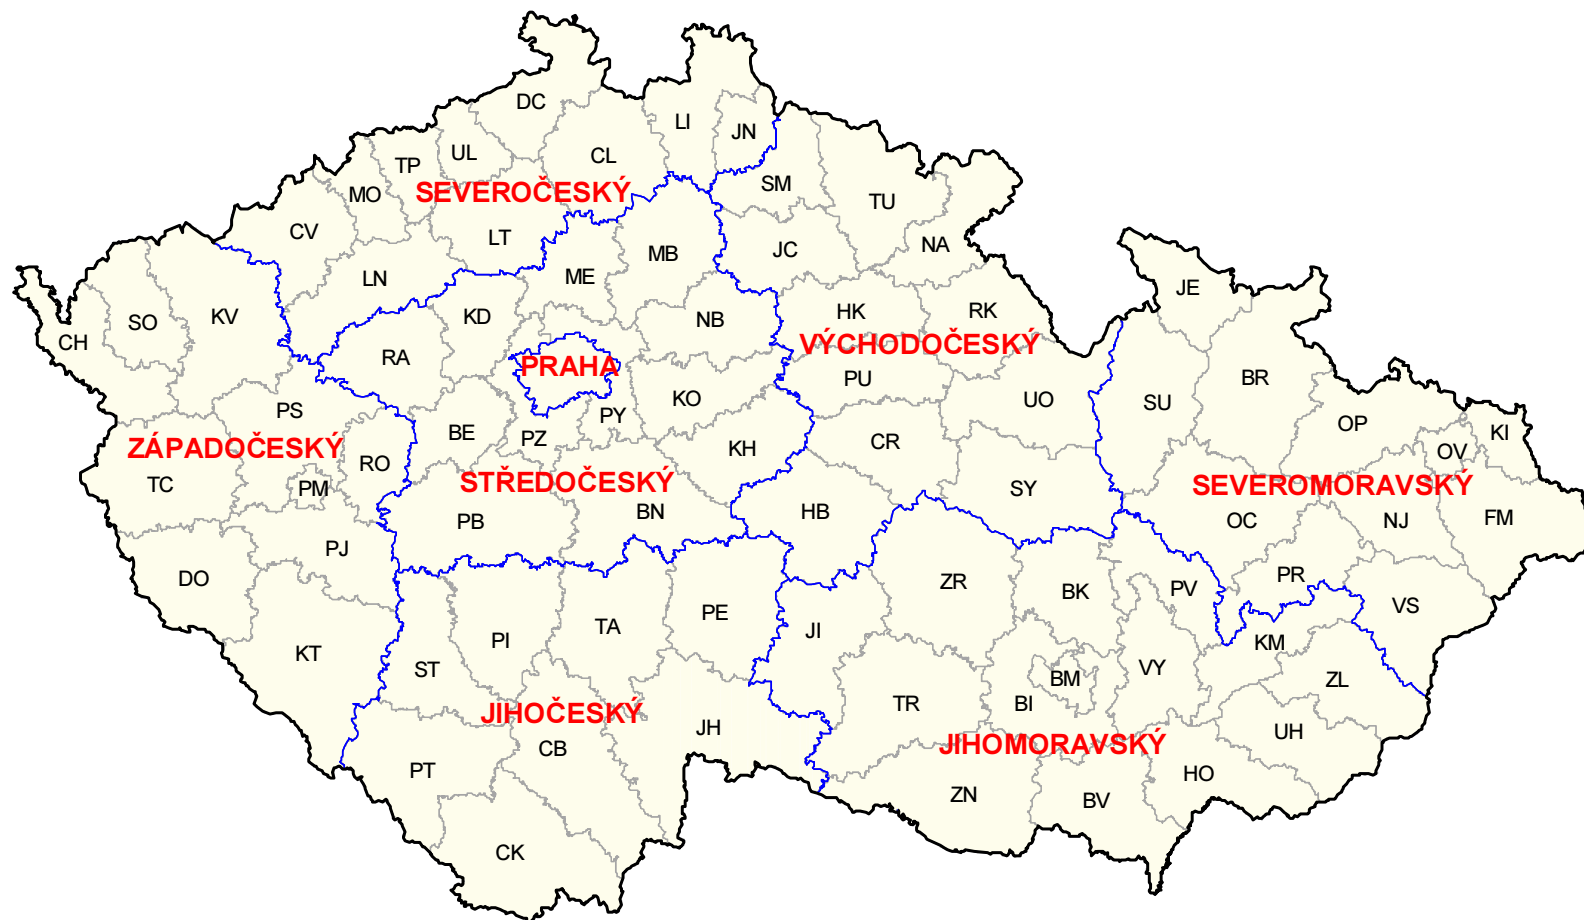 DC
LI
JN
UL
CL
TP
SM
MO
SEVEROČESKÝ
TU
CV
LT
NA
MB
JC
LN
ME
JE
RK
HK
KD
NB
KV
SO
CH
VÝCHODOČESKÝ
RA
PRAHA
BR
PU
KO
UO
SU
PS
PY
OP
BE
PZ
KI
CR
KH
ZÁPADOČESKÝ
OV
RO
STŘEDOČESKÝ
TC
PM
SY
SEVEROMORAVSKÝ
HB
BN
PB
OC
NJ
FM
PJ
ZR
PR
DO
BK
PV
VS
PE
TA
JI
PI
KM
KT
ST
VY
BM
ZL
TR
BI
JIHOČESKÝ
JH
UH
CB
JIHOMORAVSKÝ
PT
HO
ZN
BV
CK